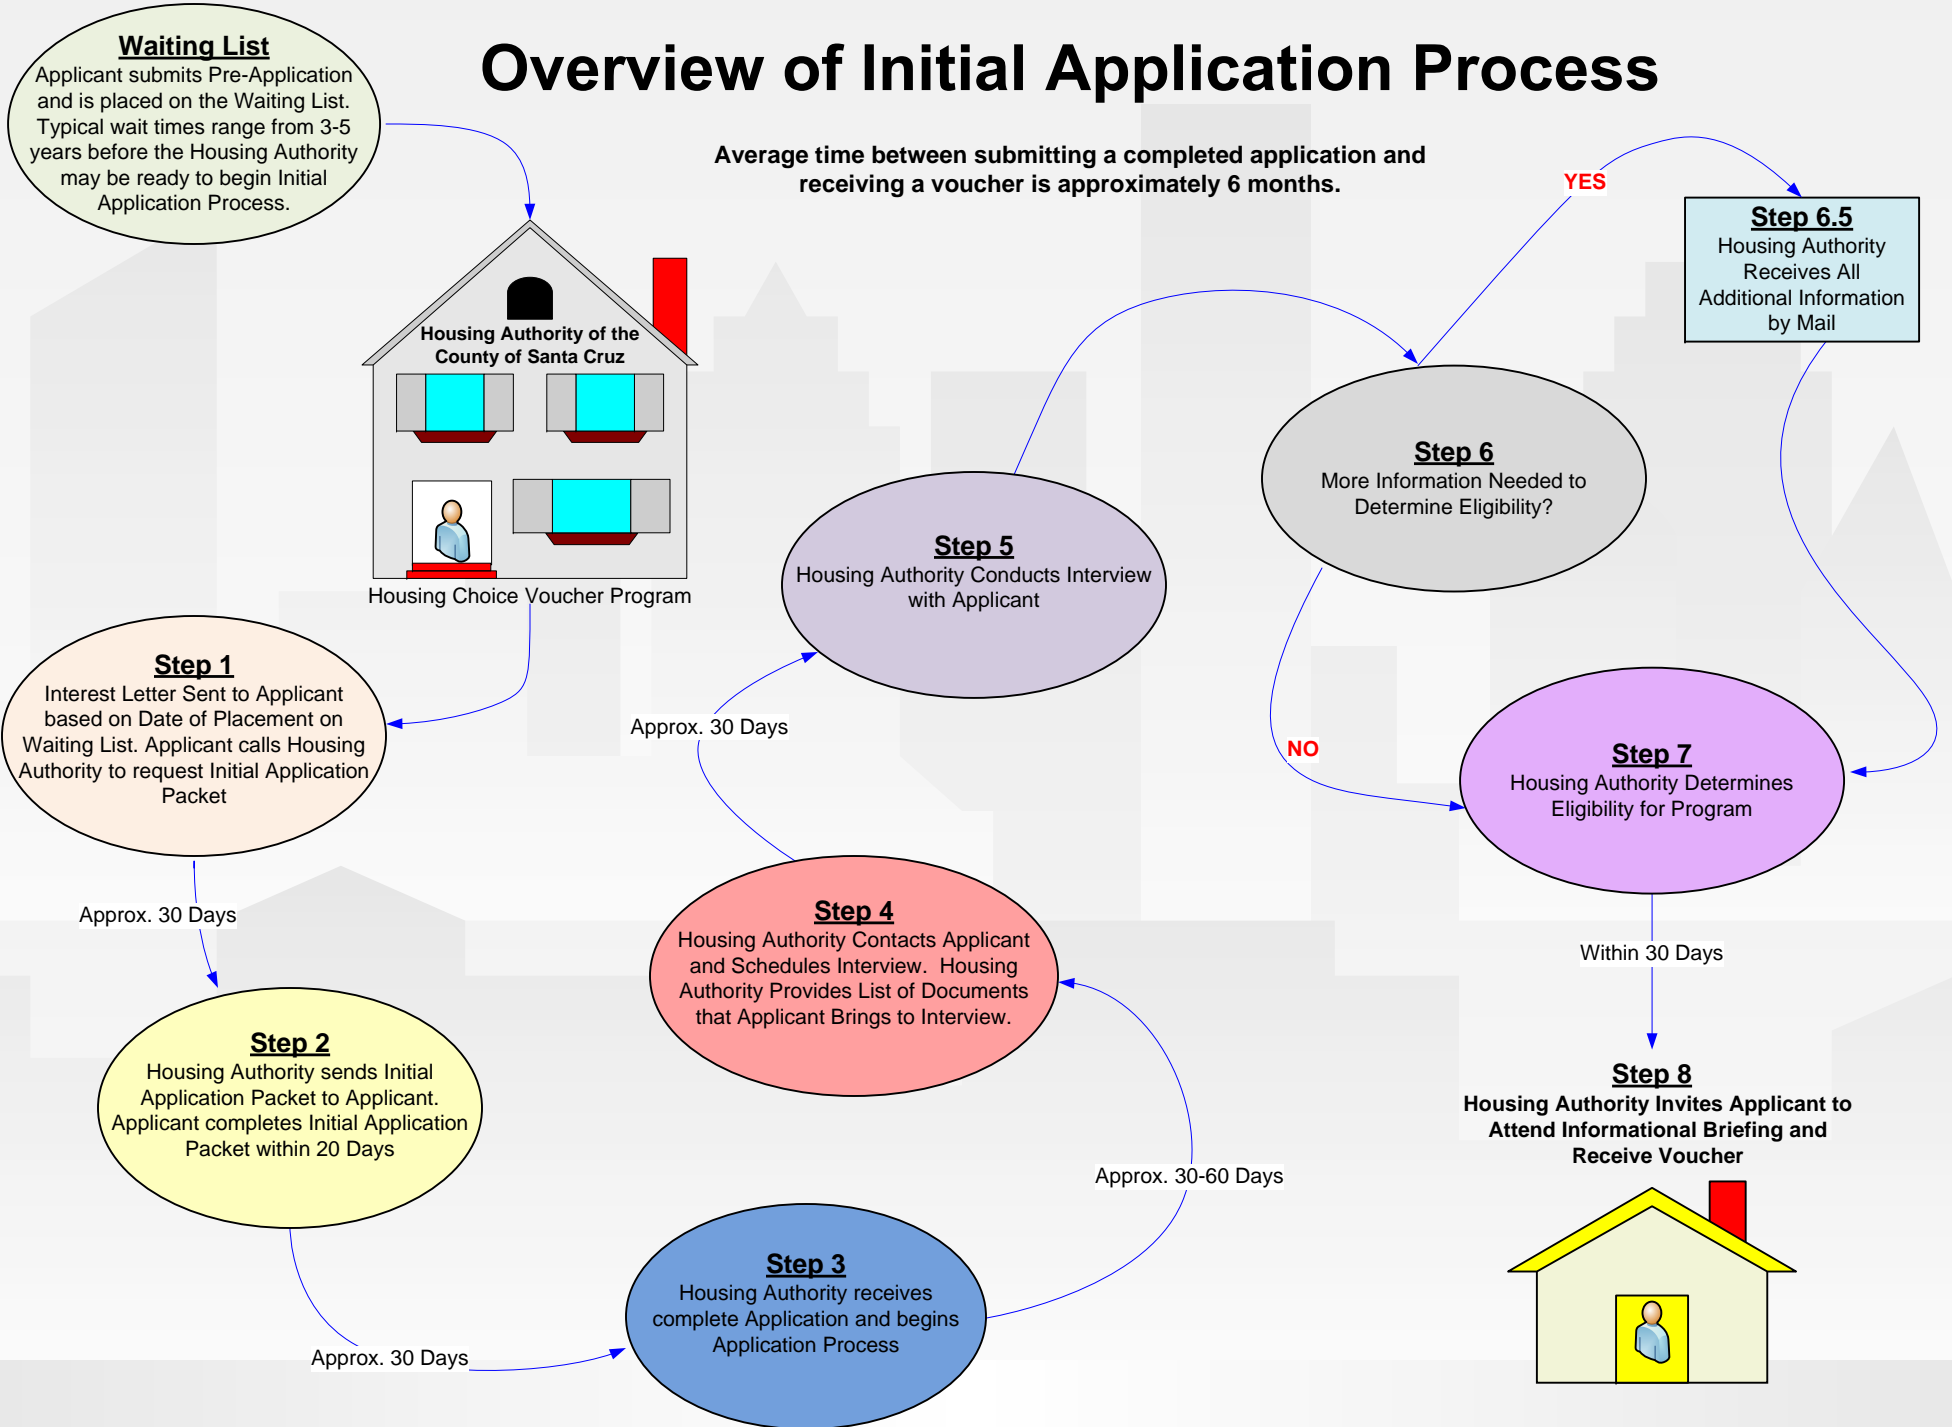 Overview of Initial Application Process
Average time between submitting a completed application and
receiving a voucher is approximately 6 months.
Waiting List
Applicant submits Pre-Application
and is placed on the Waiting List.
Typical wait times range from 3-5
years before the Housing Authority
may be ready to begin Initial
Application Process.
Housing Authority of the
County of Santa Cruz
Housing Choice Voucher Program
Step 1
Interest Letter Sent to Applicant
based on Date of Placement on
Waiting List. Applicant calls Housing
Authority to request Initial Application
Packet
Approx. 30 Days
Step 2
Housing Authority sends Initial
Application Packet to Applicant.
Applicant completes Initial Application
Packet within 20 Days
Approx. 30 Days
Step 3
Housing Authority receives
complete Application and begins
Application Process
Approx. 30-60 Days
Step 4
Housing Authority Contacts Applicant
and Schedules Interview.  Housing
Authority Provides List of Documents
that Applicant Brings to Interview.
Approx. 30 Days
Step 5
Housing Authority Conducts Interview
with Applicant
Step 6
More Information Needed to
Determine Eligibility?
YES
Step 6.5
Housing Authority
Receives All
Additional Information
by Mail
NO
Step 7
Housing Authority Determines
Eligibility for Program
Within 30 Days
Step 8
Housing Authority Invites Applicant to
Attend Informational Briefing and
Receive Voucher